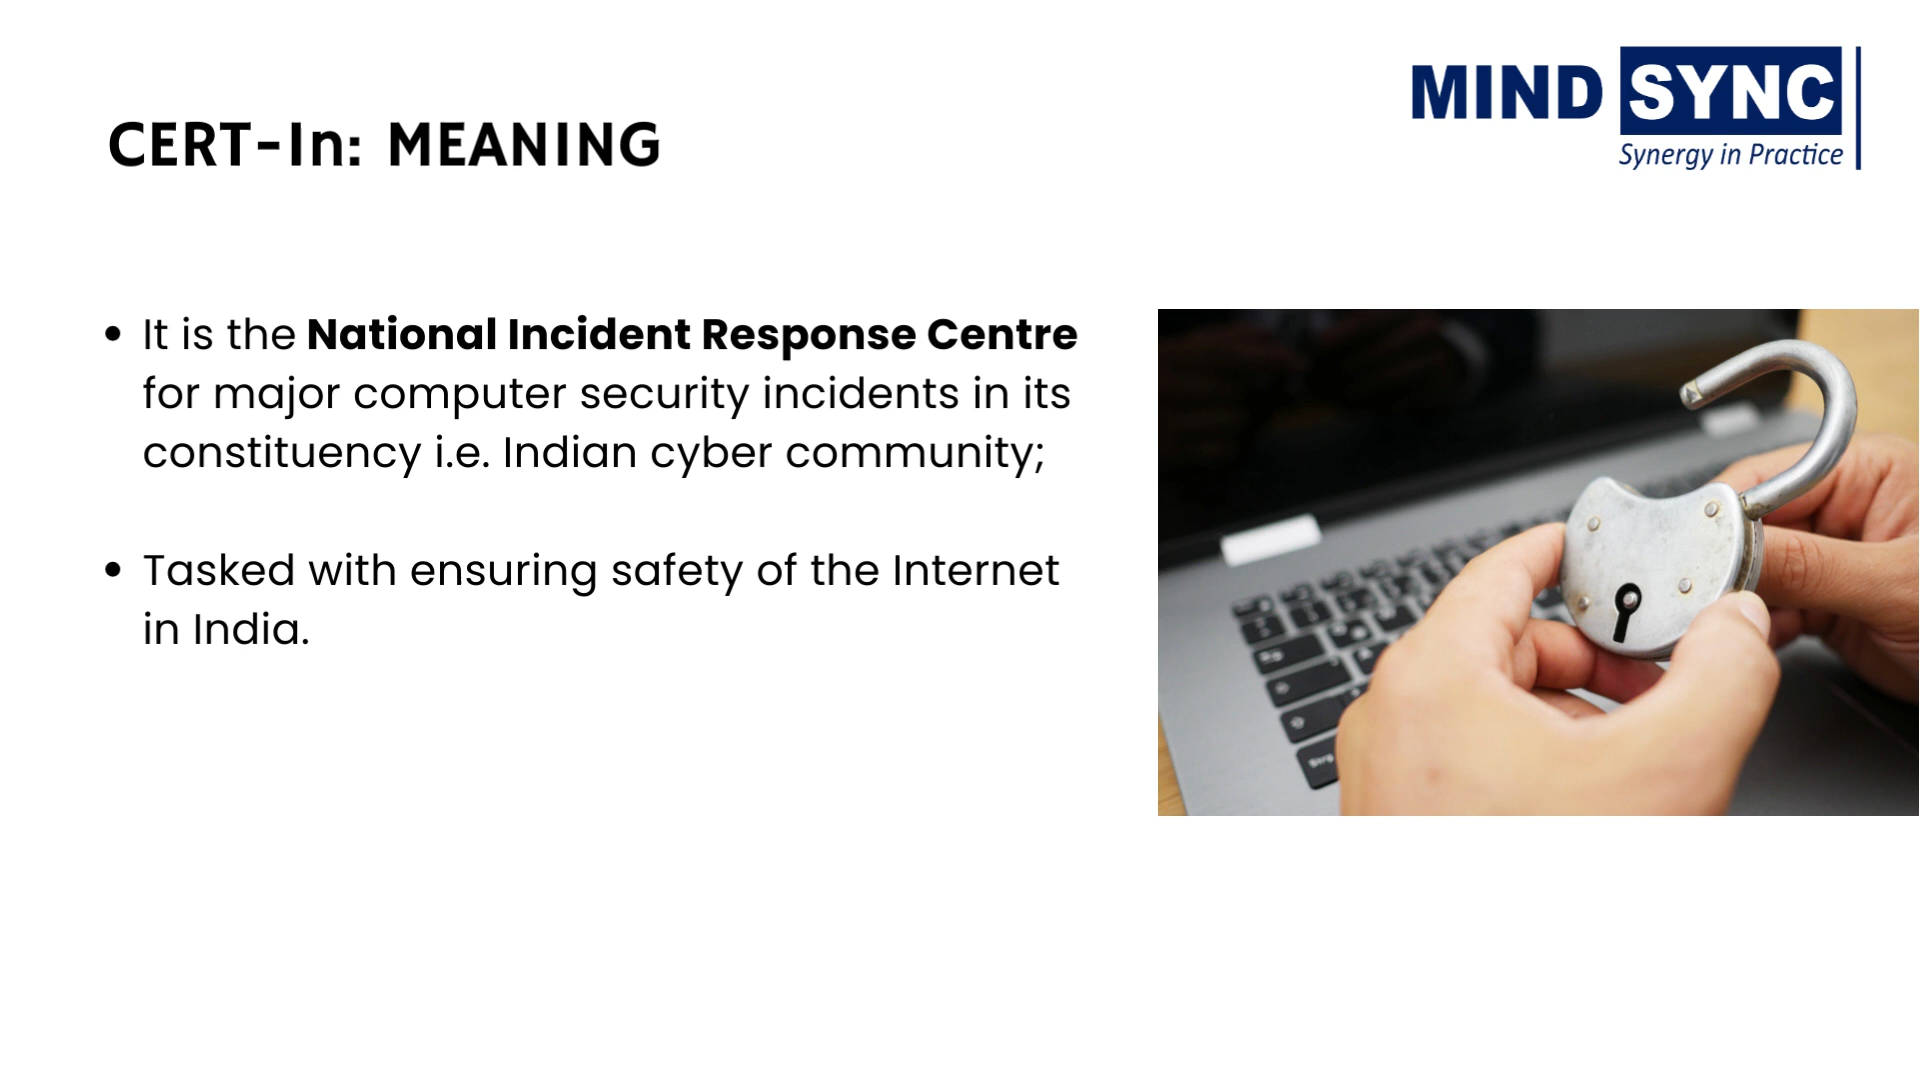 MIND SYNC
Synergy in Practice
CERT-In: MEANING
• It is the National Incident Response Centre
for major computer security incidents in its
constituency i.e. Indian cyber community;
• Tasked with ensuring safety of the Internet
in India.